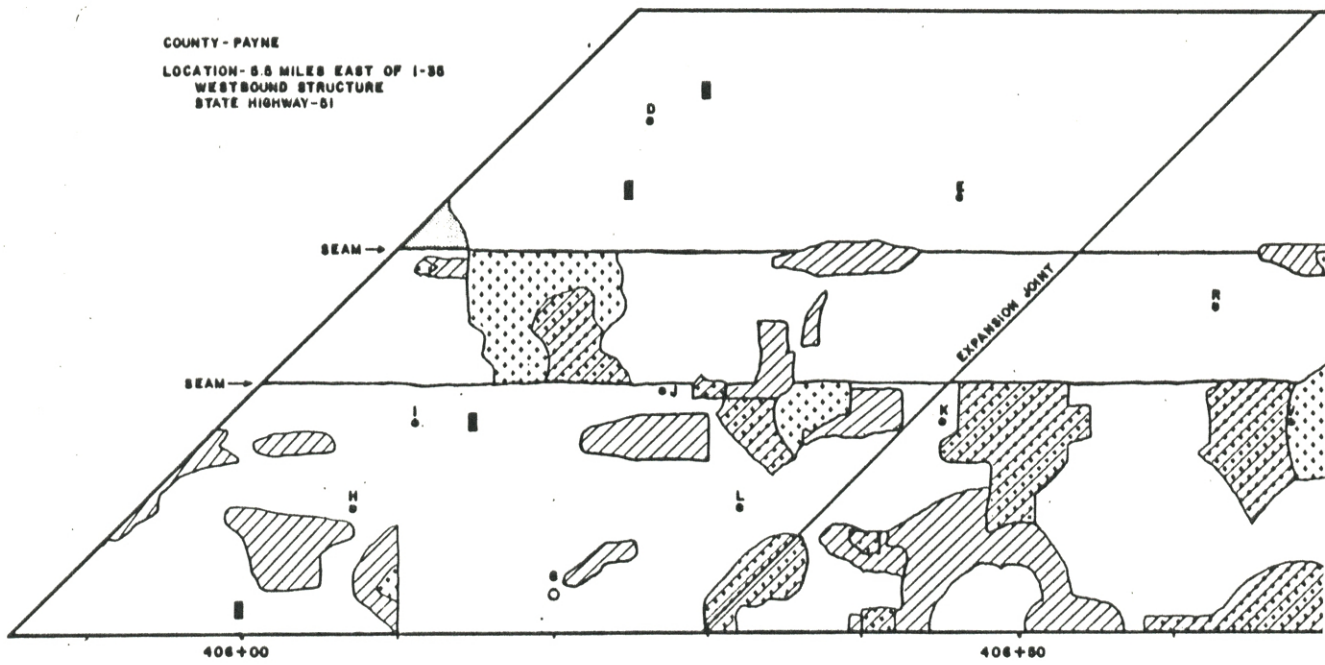 COUNTY - PAYNE
LOCATION - 5.5 MILES EAST OF I-35
WESTBOUND STRUCTURE
STATE HIGHWAY-51
D
E
SEAM
EXPANSION JOINT
R
SEAM
J
I
K
H
L
406+00
406+50